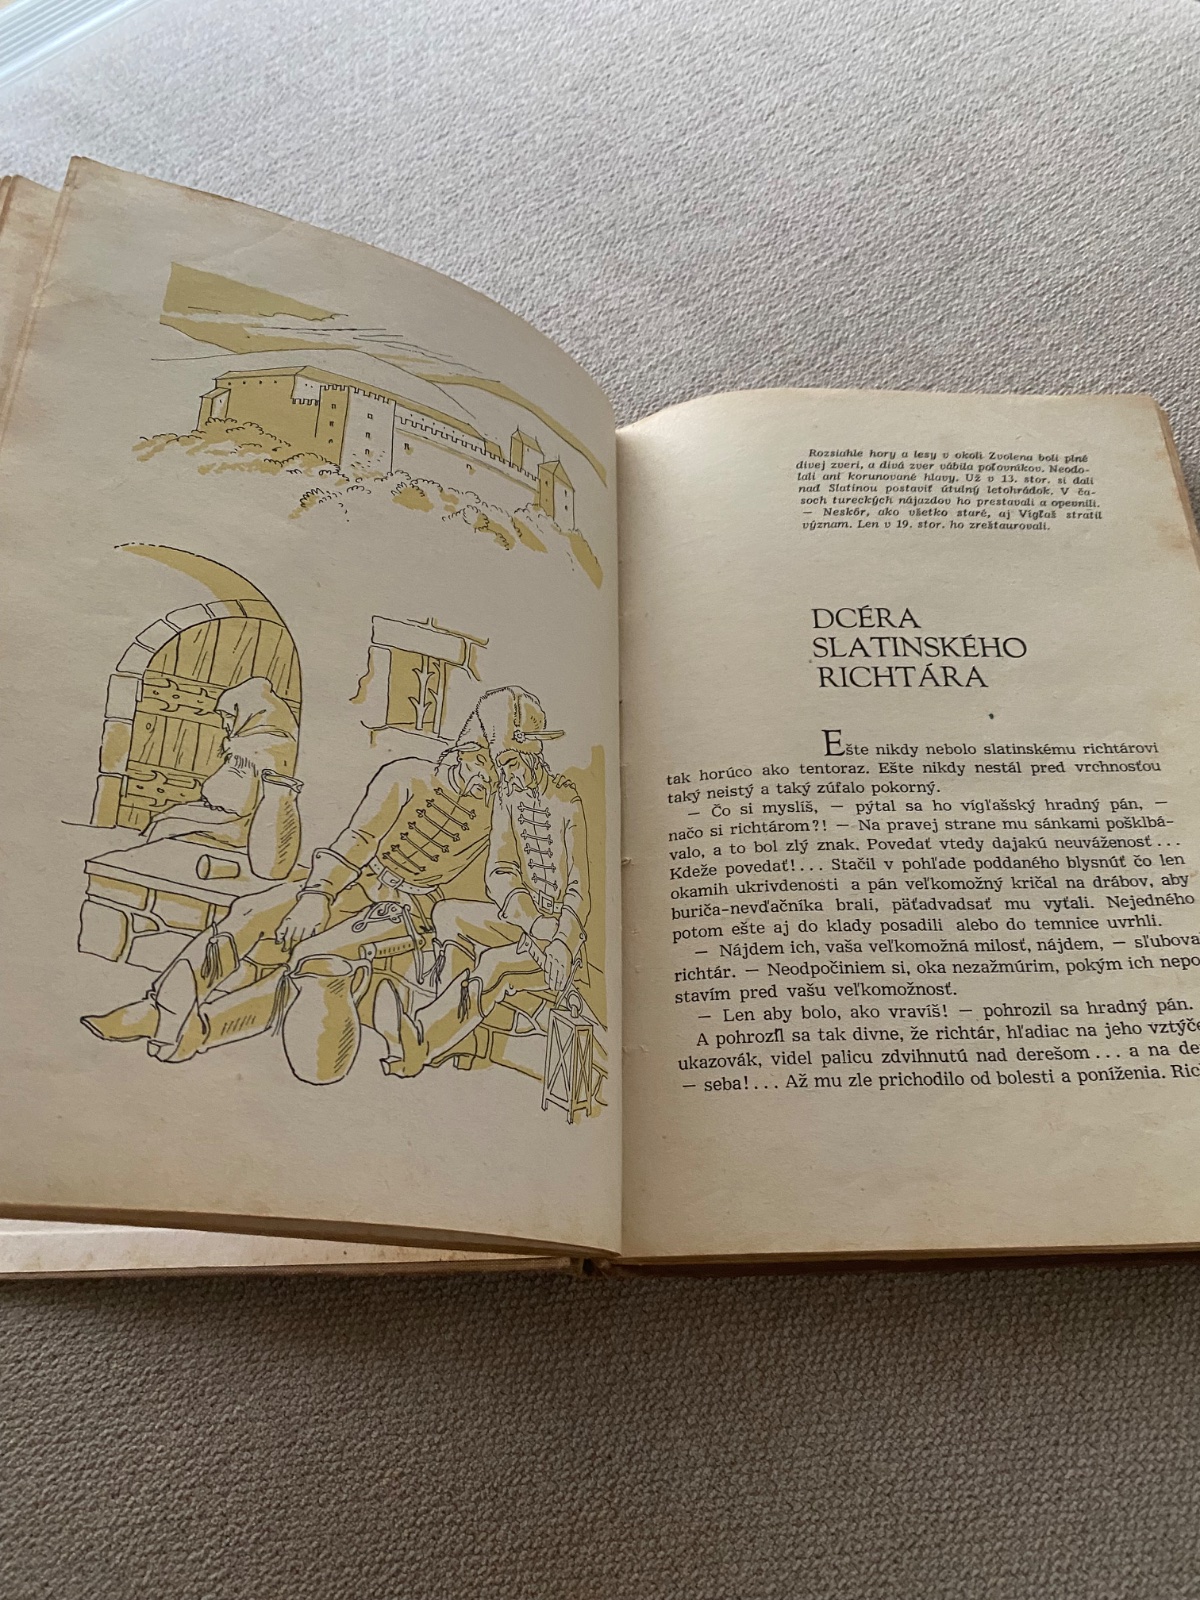 Rozsiahle hory a lesy v okolí Zvolena boli plné
divej zveri, a divá zver vábila poľovníkov. Neodo-
lali ani korunované hlavy. Už v 13. stor. si dali
nad Slatinou postaviť útulný letohrádok. V ča-
soch tureckých nájazdov ho prestavali a opevnili.
— Neskôr, ako všetko staré, aj Vígľaš stratil
význam. Len v 19. stor. ho zreštaurovali.
DCÉRA
SLATINSKÉHO
RICHTÁRA
Ešte nikdy nebolo slatinskému richtárovi
tak horúco ako tentoraz. Ešte nikdy nestál pred vrchnosťou
taký neistý a taký zúfalo pokorný.
— Čo si myslíš, — pýtal sa ho vígľašský hradný pán, —
načo si richtárom?! — Na pravej strane mu sánkami pošklbá-
valo, a to bol zlý znak. Povedať vtedy dajakú neuváženosť...
Kdeže povedať!... Stačil v pohľade poddaného blysnúť čo len
okamih ukrivdenosti a pán veľkomožný kričal na drábov, aby
buriča-nevďačníka brali, päťadvadsať mu vyťali. Nejedného
potom ešte aj do klady posadili alebo do temnice uvrhli.
— Nájdem ich, vaša veľkomožná milosť, nájdem, — sľuboval
richtár. — Neodpočiniem si, oka nezažmúrim, pokým ich nepo
stavím pred vašu veľkomožnosť.
— Len aby bolo, ako vravíš! — pohrozil sa hradný pán.
A pohrozil sa tak divne, že richtár, hľadiac na jeho vztýče
ukazovák, videl palicu zdvihnutú nad derešom... a na de
— seba!... Až mu zle prichodilo od bolesti a poníženia. Ric